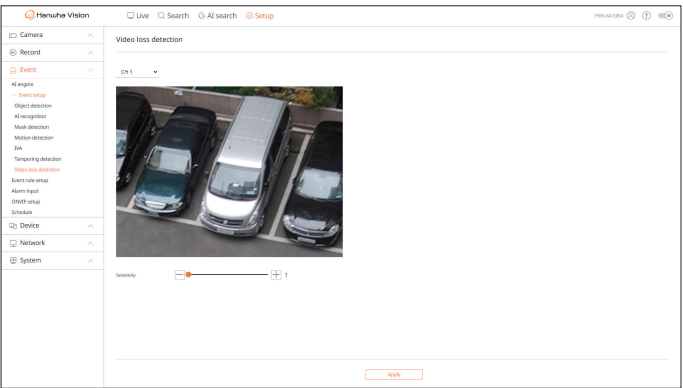 Hanwha Vision
Live Search AI search Setup
PRN-6410B4
Camera
Record
Event
AI engine
Event setup
Object detection
AI recognition
Mask detection
Motion detection
IVA
Tampering detection
Video loss detection
Event rule setup
Alarm input
ONVIF setup
Schedule
Device
Network
System
Video loss detection
CH 1
Sensitivity
1
Apply